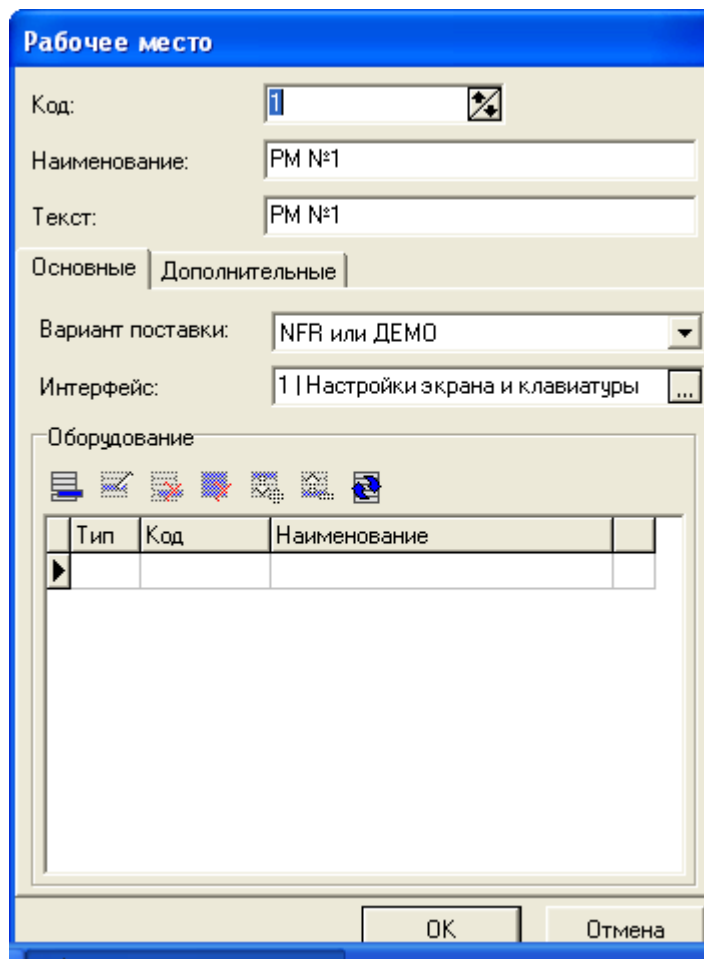 Рабочее место
Код: 1
Наименование: РМ №1
Текст: РМ №1
Основные Дополнительные
Вариант поставки: NFR или ДЕМО
Интерфейс: 1 | Настройки экрана и клавиатуры ...
Оборудование
Тип Код Наименование
OK Отмена